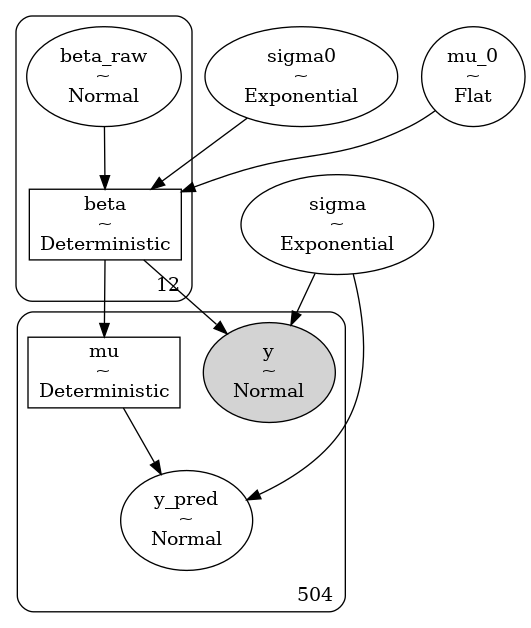 beta_raw
~
Normal
sigma0
~
Exponential
mu_0
~
Flat
beta
~
Deterministic
12
sigma
~
Exponential
mu
~
Deterministic
y
~
Normal
y_pred
~
Normal
504